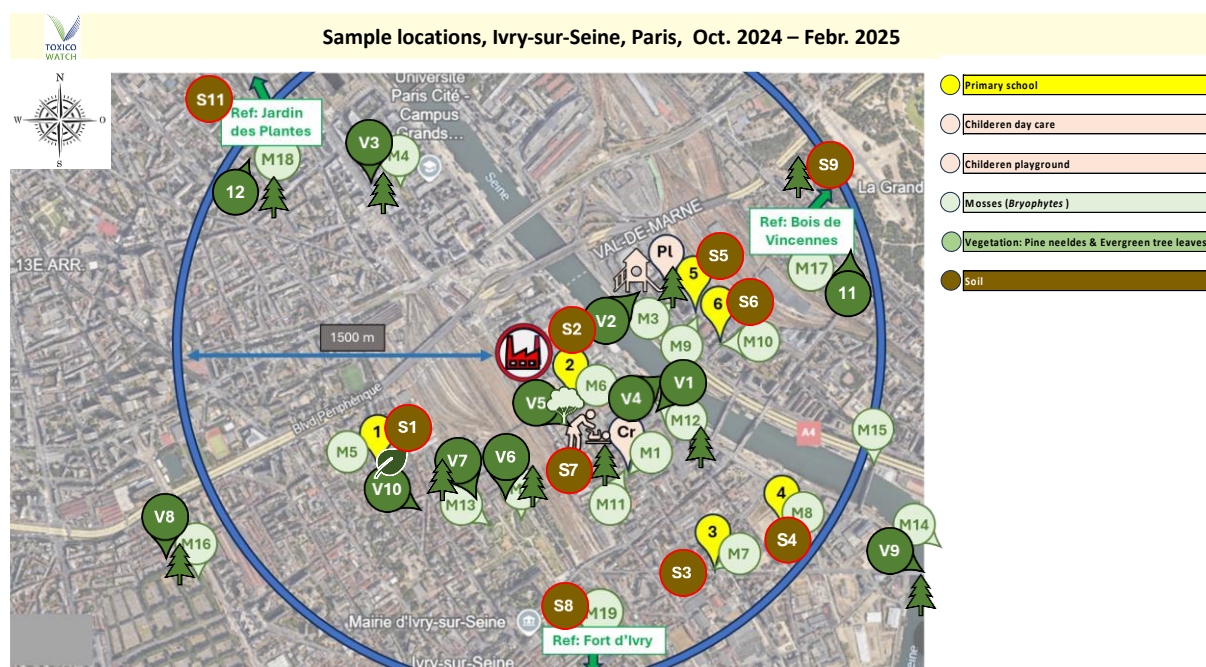 TOXICO
WATCH
Sample locations, Ivry-sur-Seine, Paris, Oct. 2024 – Febr. 2025
N
W
O
S
Primary school
Childeren day care
Childeren playground
Mosses (Bryophytes )
Vegetation: Pine neeldes & Evergreen tree leaves
Soil
Université
Paris Cité -
Campus
Grands...
S11
Ref: Jardin
des Plantes
M18
12
V3
M4
Seine
S9
La Grand
Ref: Bois de
Vincennes
M17
11
VAL-DE-MARNE
13E ARR.
Pl
5
S5
6
S6
M3
M9
M10
V2
S2
2
M6
V5
V4
V1
M12
1500 m
Blvd Périphérique
1
S1
M5
V10
V7
V6
M13
M
S7
Cr
M1
M11
A4
M15
4
M8
S4
3
M7
S3
M14
V9
V8
M16
S8
M19
Mairie d'Ivry-sur-Seine
Ref: Fort d'Ivry
Ivry-sur-Seine
Seine